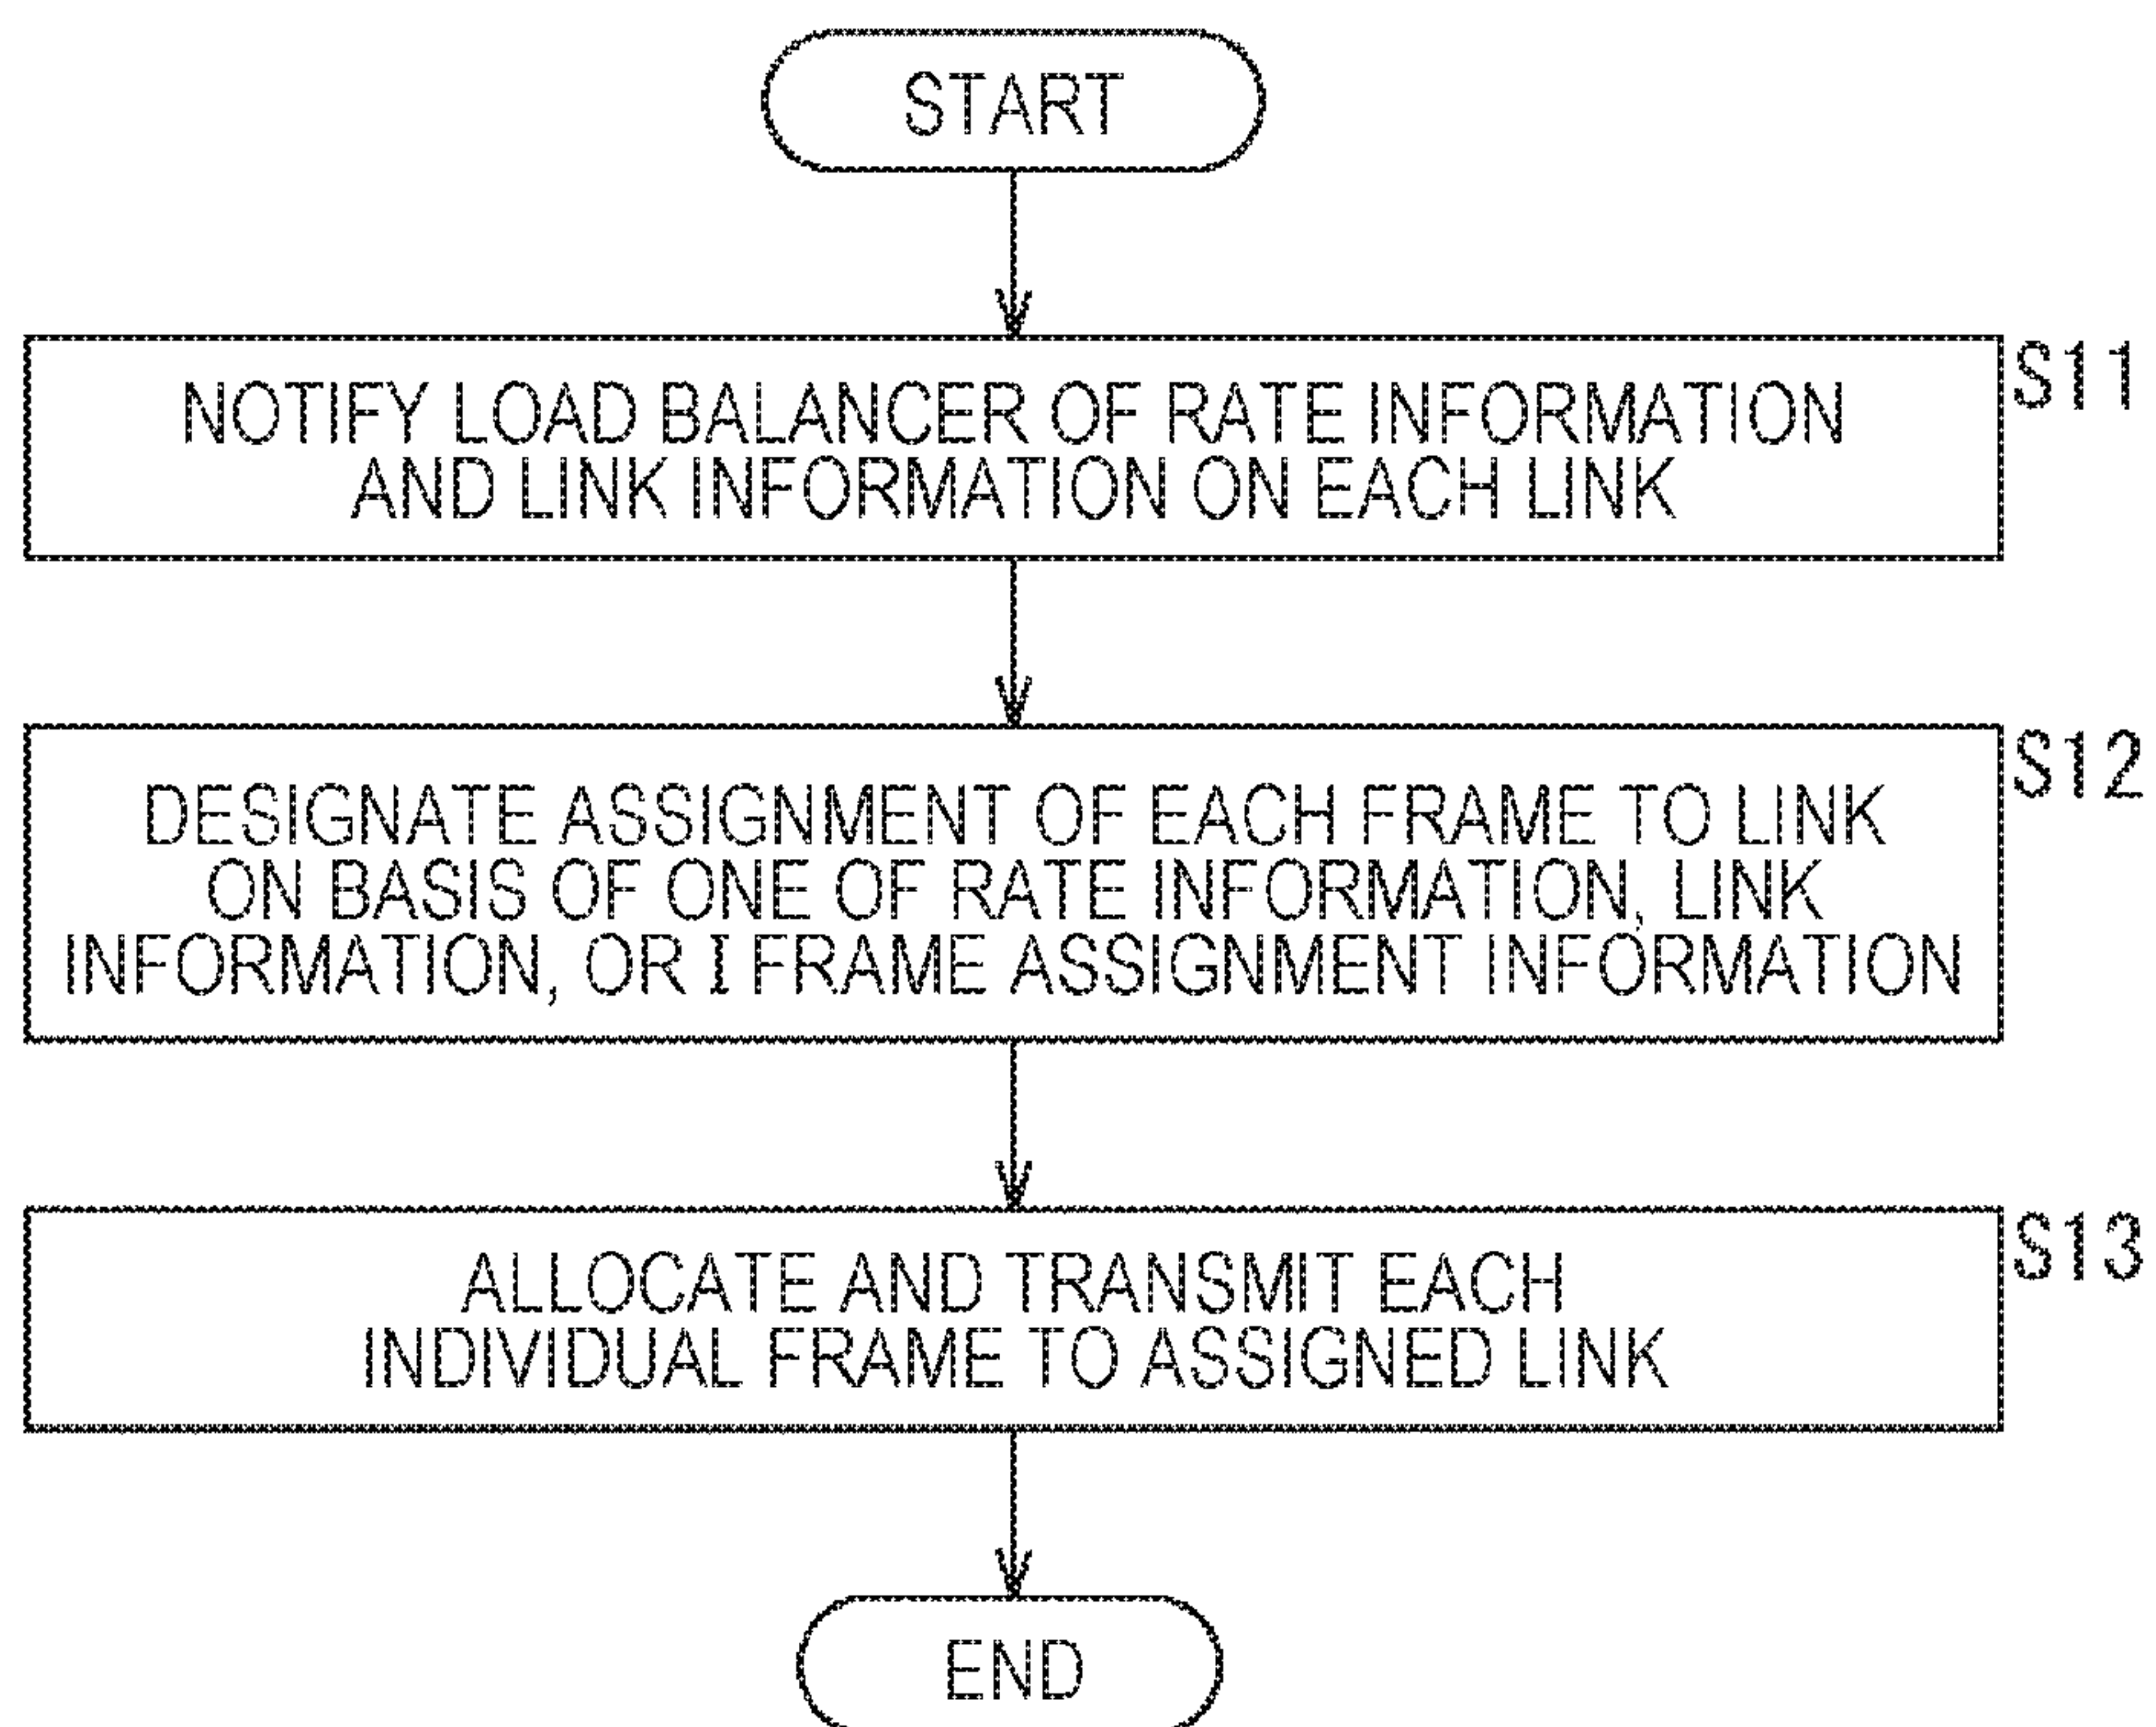 START
S11
NOTIFY LOAD BALANCER OF RATE INFORMATION
AND LINK INFORMATION ON EACH LINK
S12
DESIGNATE ASSIGNMENT OF EACH FRAME TO LINK
ON BASIS OF ONE OF RATE INFORMATION, LINK
INFORMATION, OR I FRAME ASSIGNMENT INFORMATION
S13
ALLOCATE AND TRANSMIT EACH
INDIVIDUAL FRAME TO ASSIGNED LINK
END